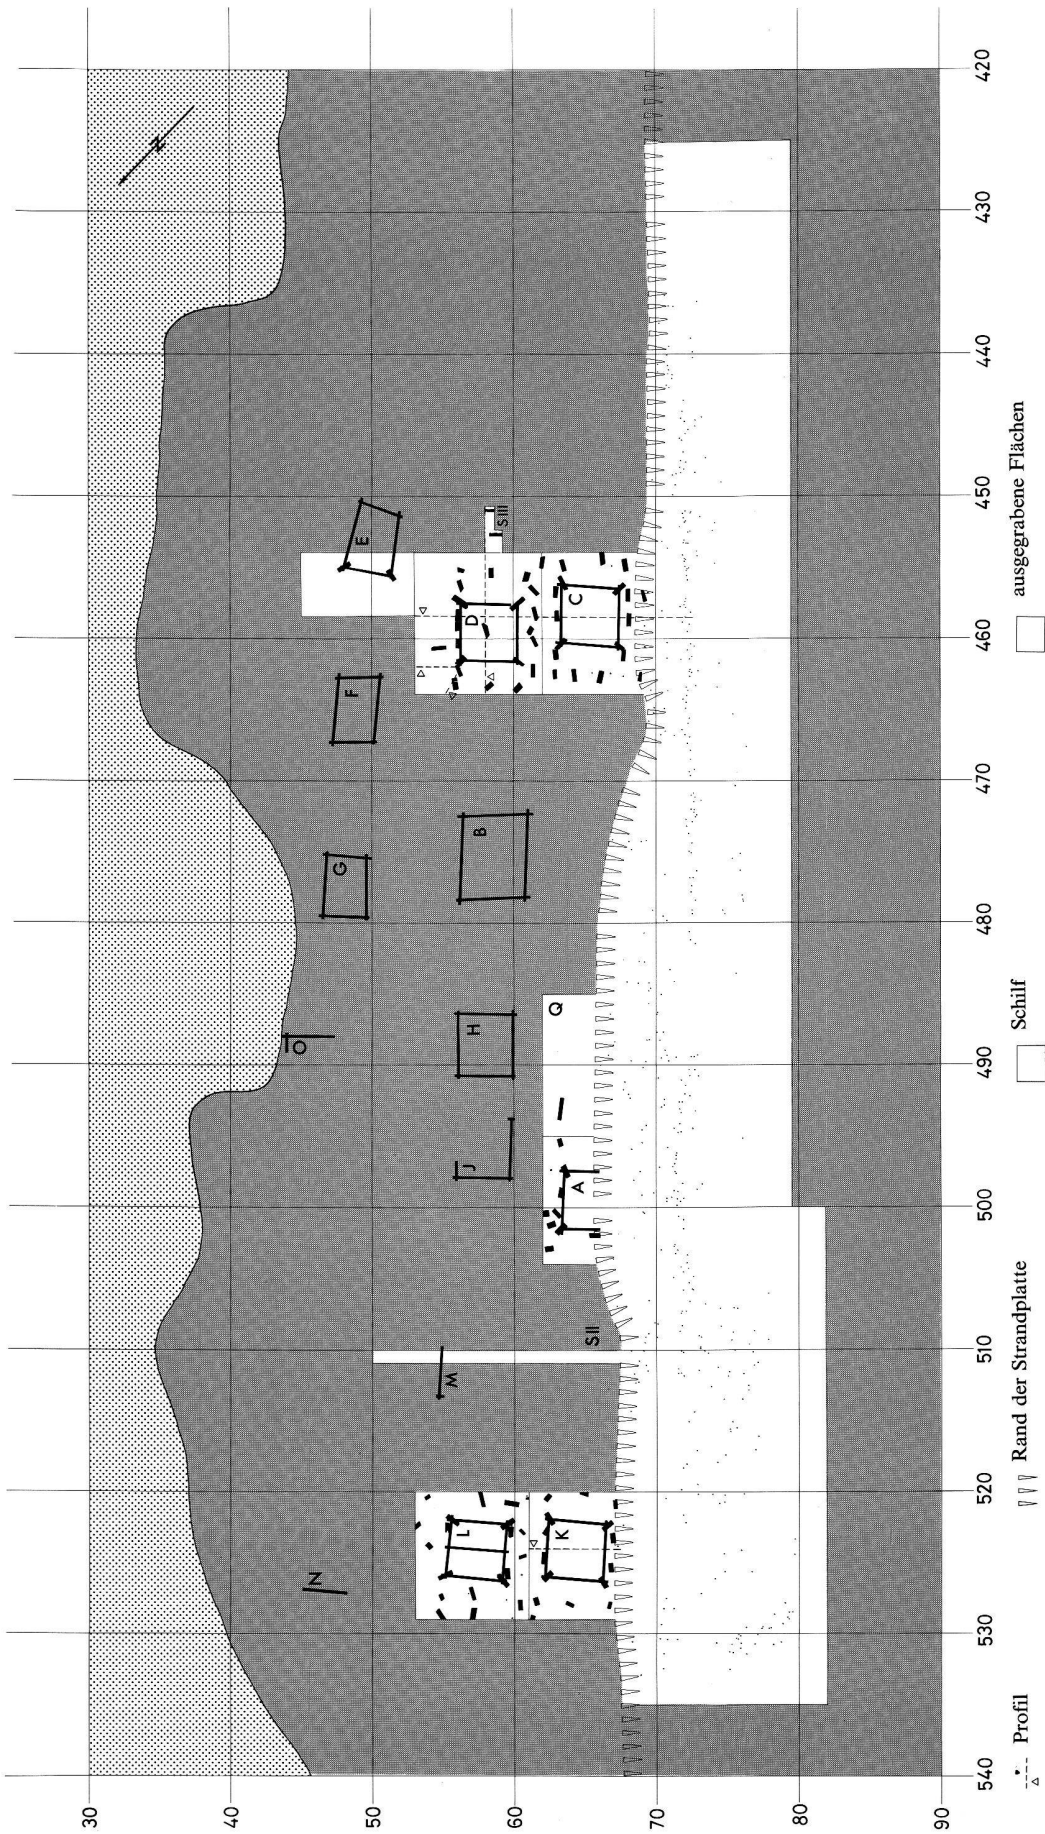 30
40
50
60
70
80
90
540
530
520
510
500
490
480
470
460
450
440
430
420
N
N
M
L
K
SII
A
Q
J
H
O
B
G
F
D
C
E
SIII
Profil
Rand der Strandplatte
Schilf
ausgegrabene Flächen